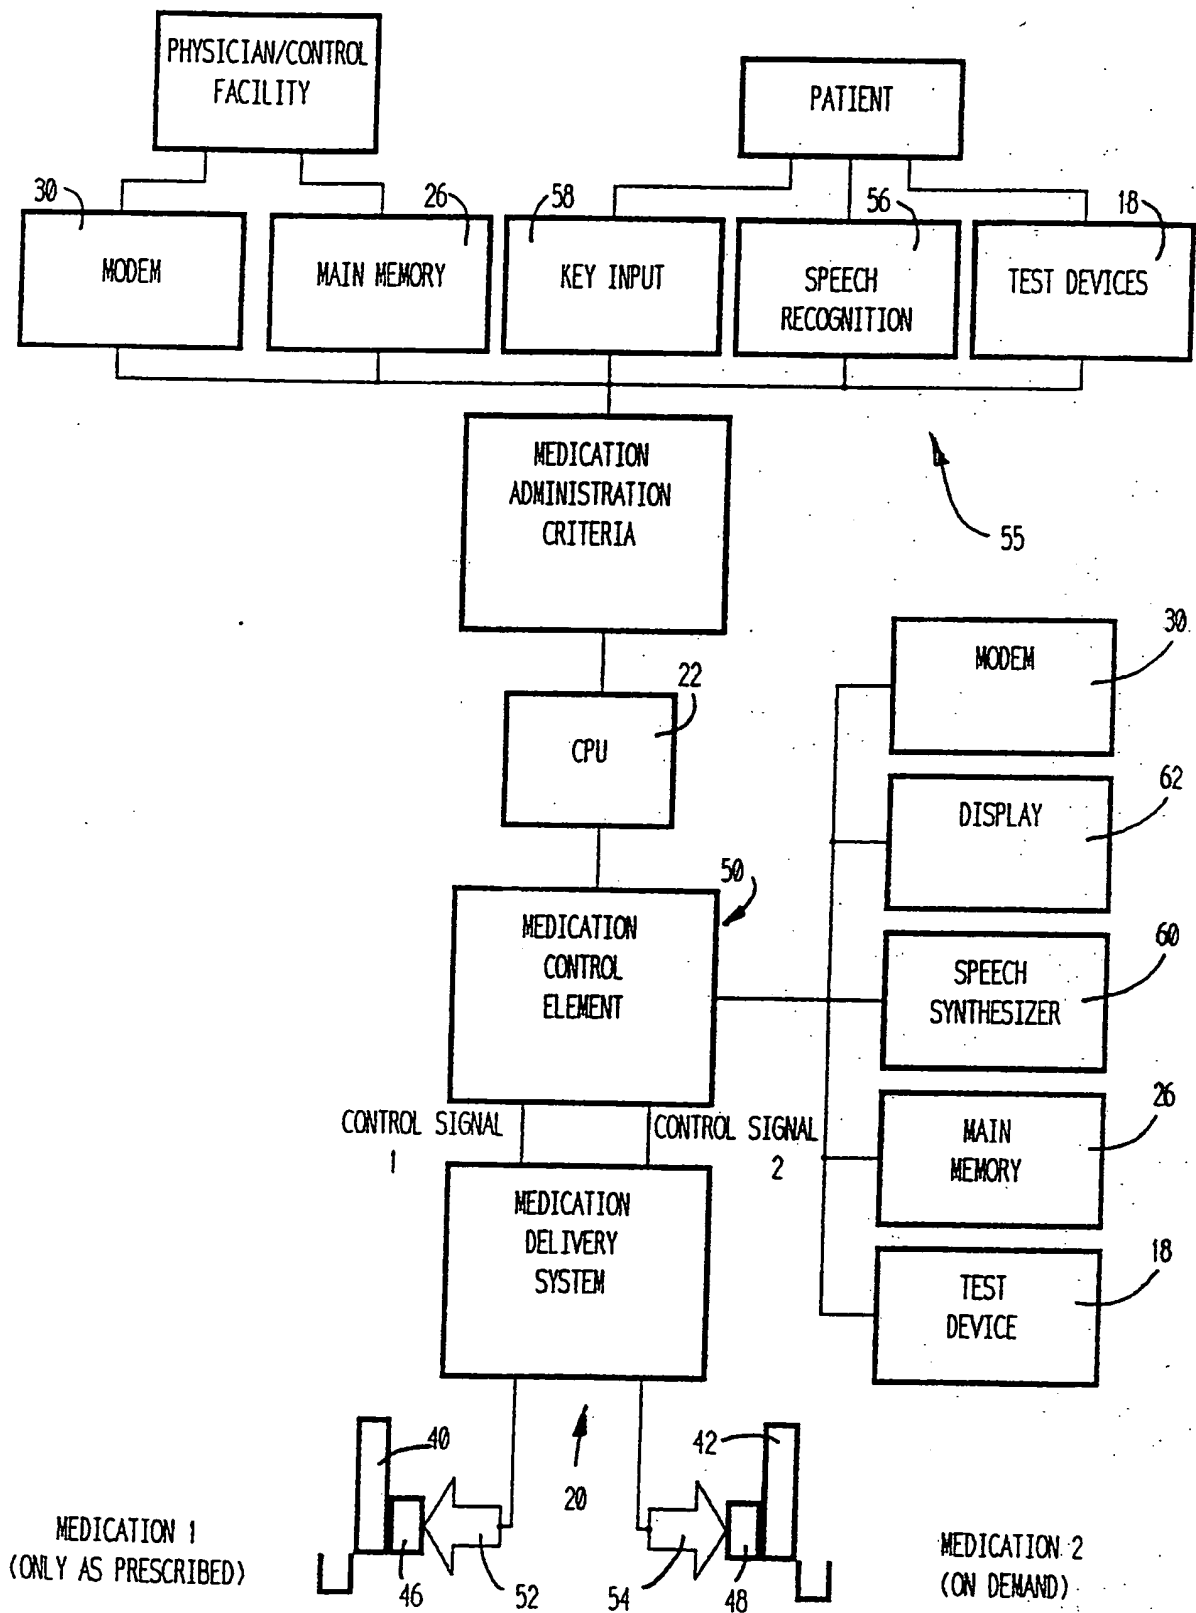 PHYSICIAN/CONTROL
FACILITY
PATIENT
30
26
58
56
18
MODEM
MAIN MEMORY
KEY INPUT
SPEECH
RECOGNITION
TEST DEVICES
MEDICATION
ADMINISTRATION
CRITERIA
55
22
CPU
30
MODEM
62
DISPLAY
50
MEDICATION
CONTROL
ELEMENT
60
SPEECH
SYNTHESIZER
CONTROL SIGNAL
1
CONTROL SIGNAL
2
26
MAIN
MEMORY
MEDICATION
DELIVERY
SYSTEM
18
TEST
DEVICE
40
42
20
MEDICATION 1
(ONLY AS PRESCRIBED)
46
52
54
48
MEDICATION 2
(ON DEMAND)